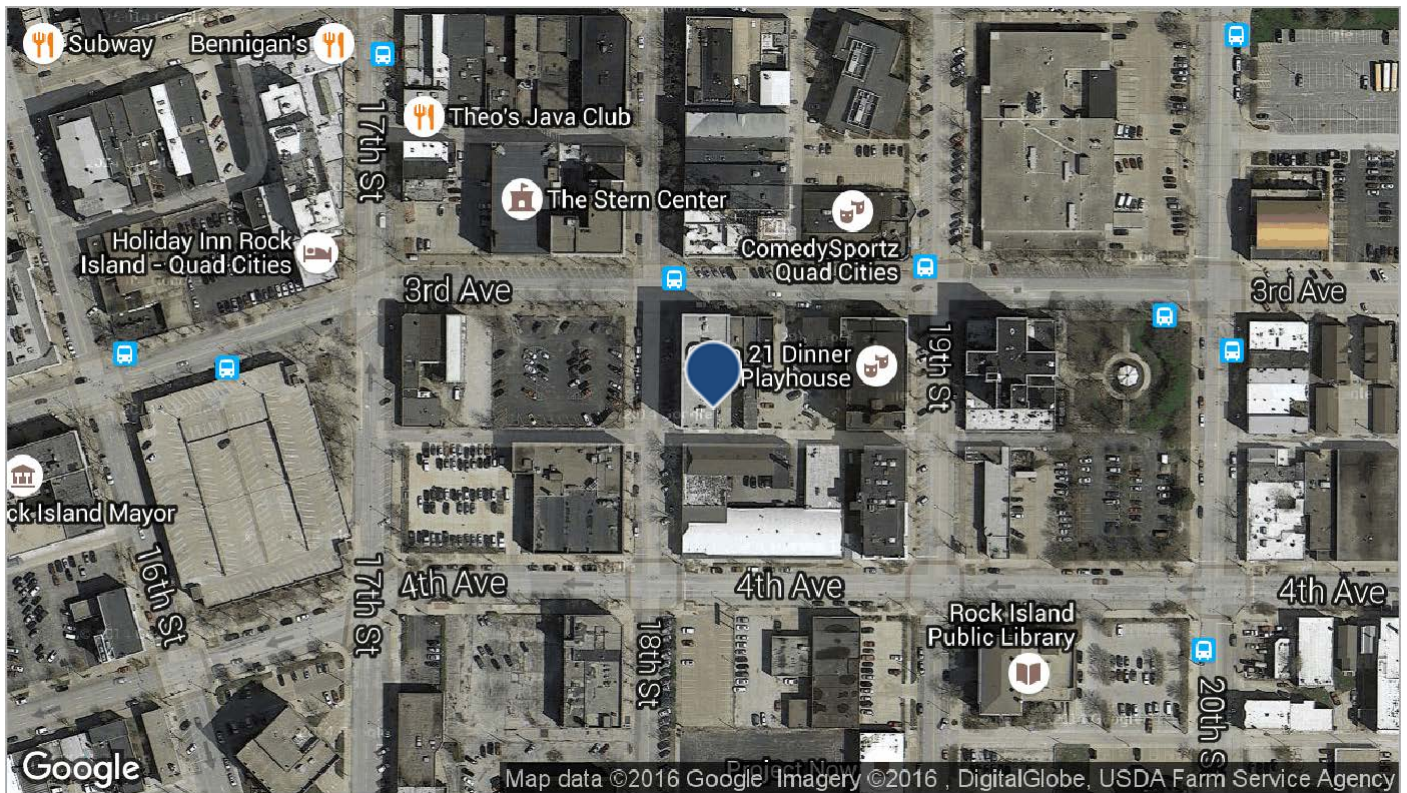 Subway
Bennigan's
17th St
Theo's Java Club
The Stern Center
Holiday Inn Rock
Island - Quad Cities
ComedySportz
Quad Cities
3rd Ave
3rd Ave
21 Dinner
Playhouse
19th St
ck Island Mayor
16th St
17th St
4th Ave
4th Ave
4th Ave
18th St
Rock Island
Public Library
20th S
Project Now
Google
Map data ©2016 Google Imagery ©2016 , DigitalGlobe, USDA Farm Service Agency